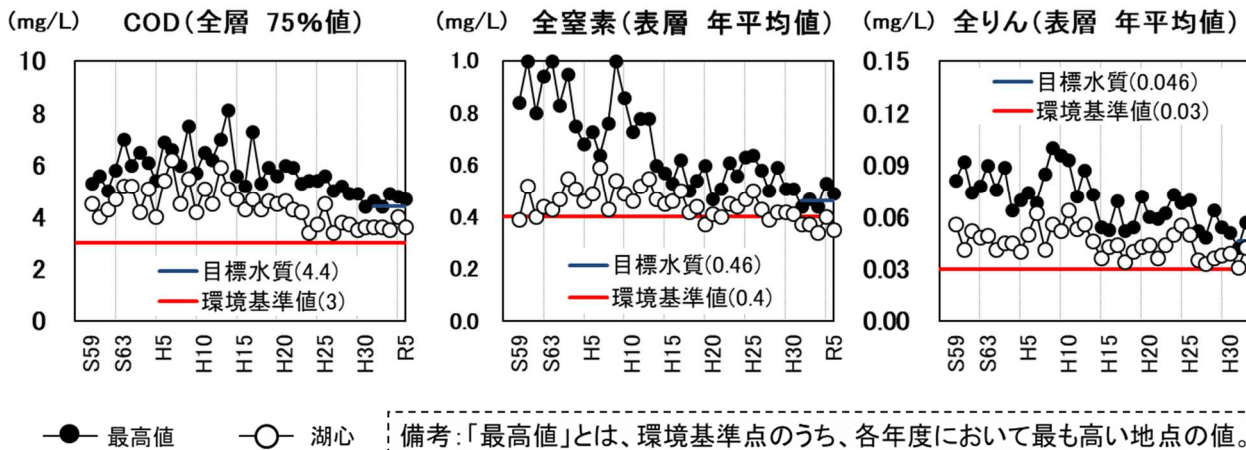 (mg/L) COD(全層 75%値)
10
8
6
4
2
0
目標水質(4.4)
環境基準値(3)
S59 S63 H5 H10 H15 H20 H25 H30 R5
(mg/L) 全窒素(表層 年平均値)
1.0
0.8
0.6
0.4
0.2
0.0
目標水質(0.46)
環境基準値(0.4)
S59 S63 H5 H10 H15 H20 H25 H30 R5
(mg/L) 全りん(表層 年平均値)
0.15
0.12
0.09
0.06
0.03
0.00
目標水質(0.046)
環境基準値(0.03)
S59 S63 H5 H10 H15 H20 H25 H30
最高値 湖心
備考:「最高値」とは、環境基準点のうち、各年度において最も高い地点の値。